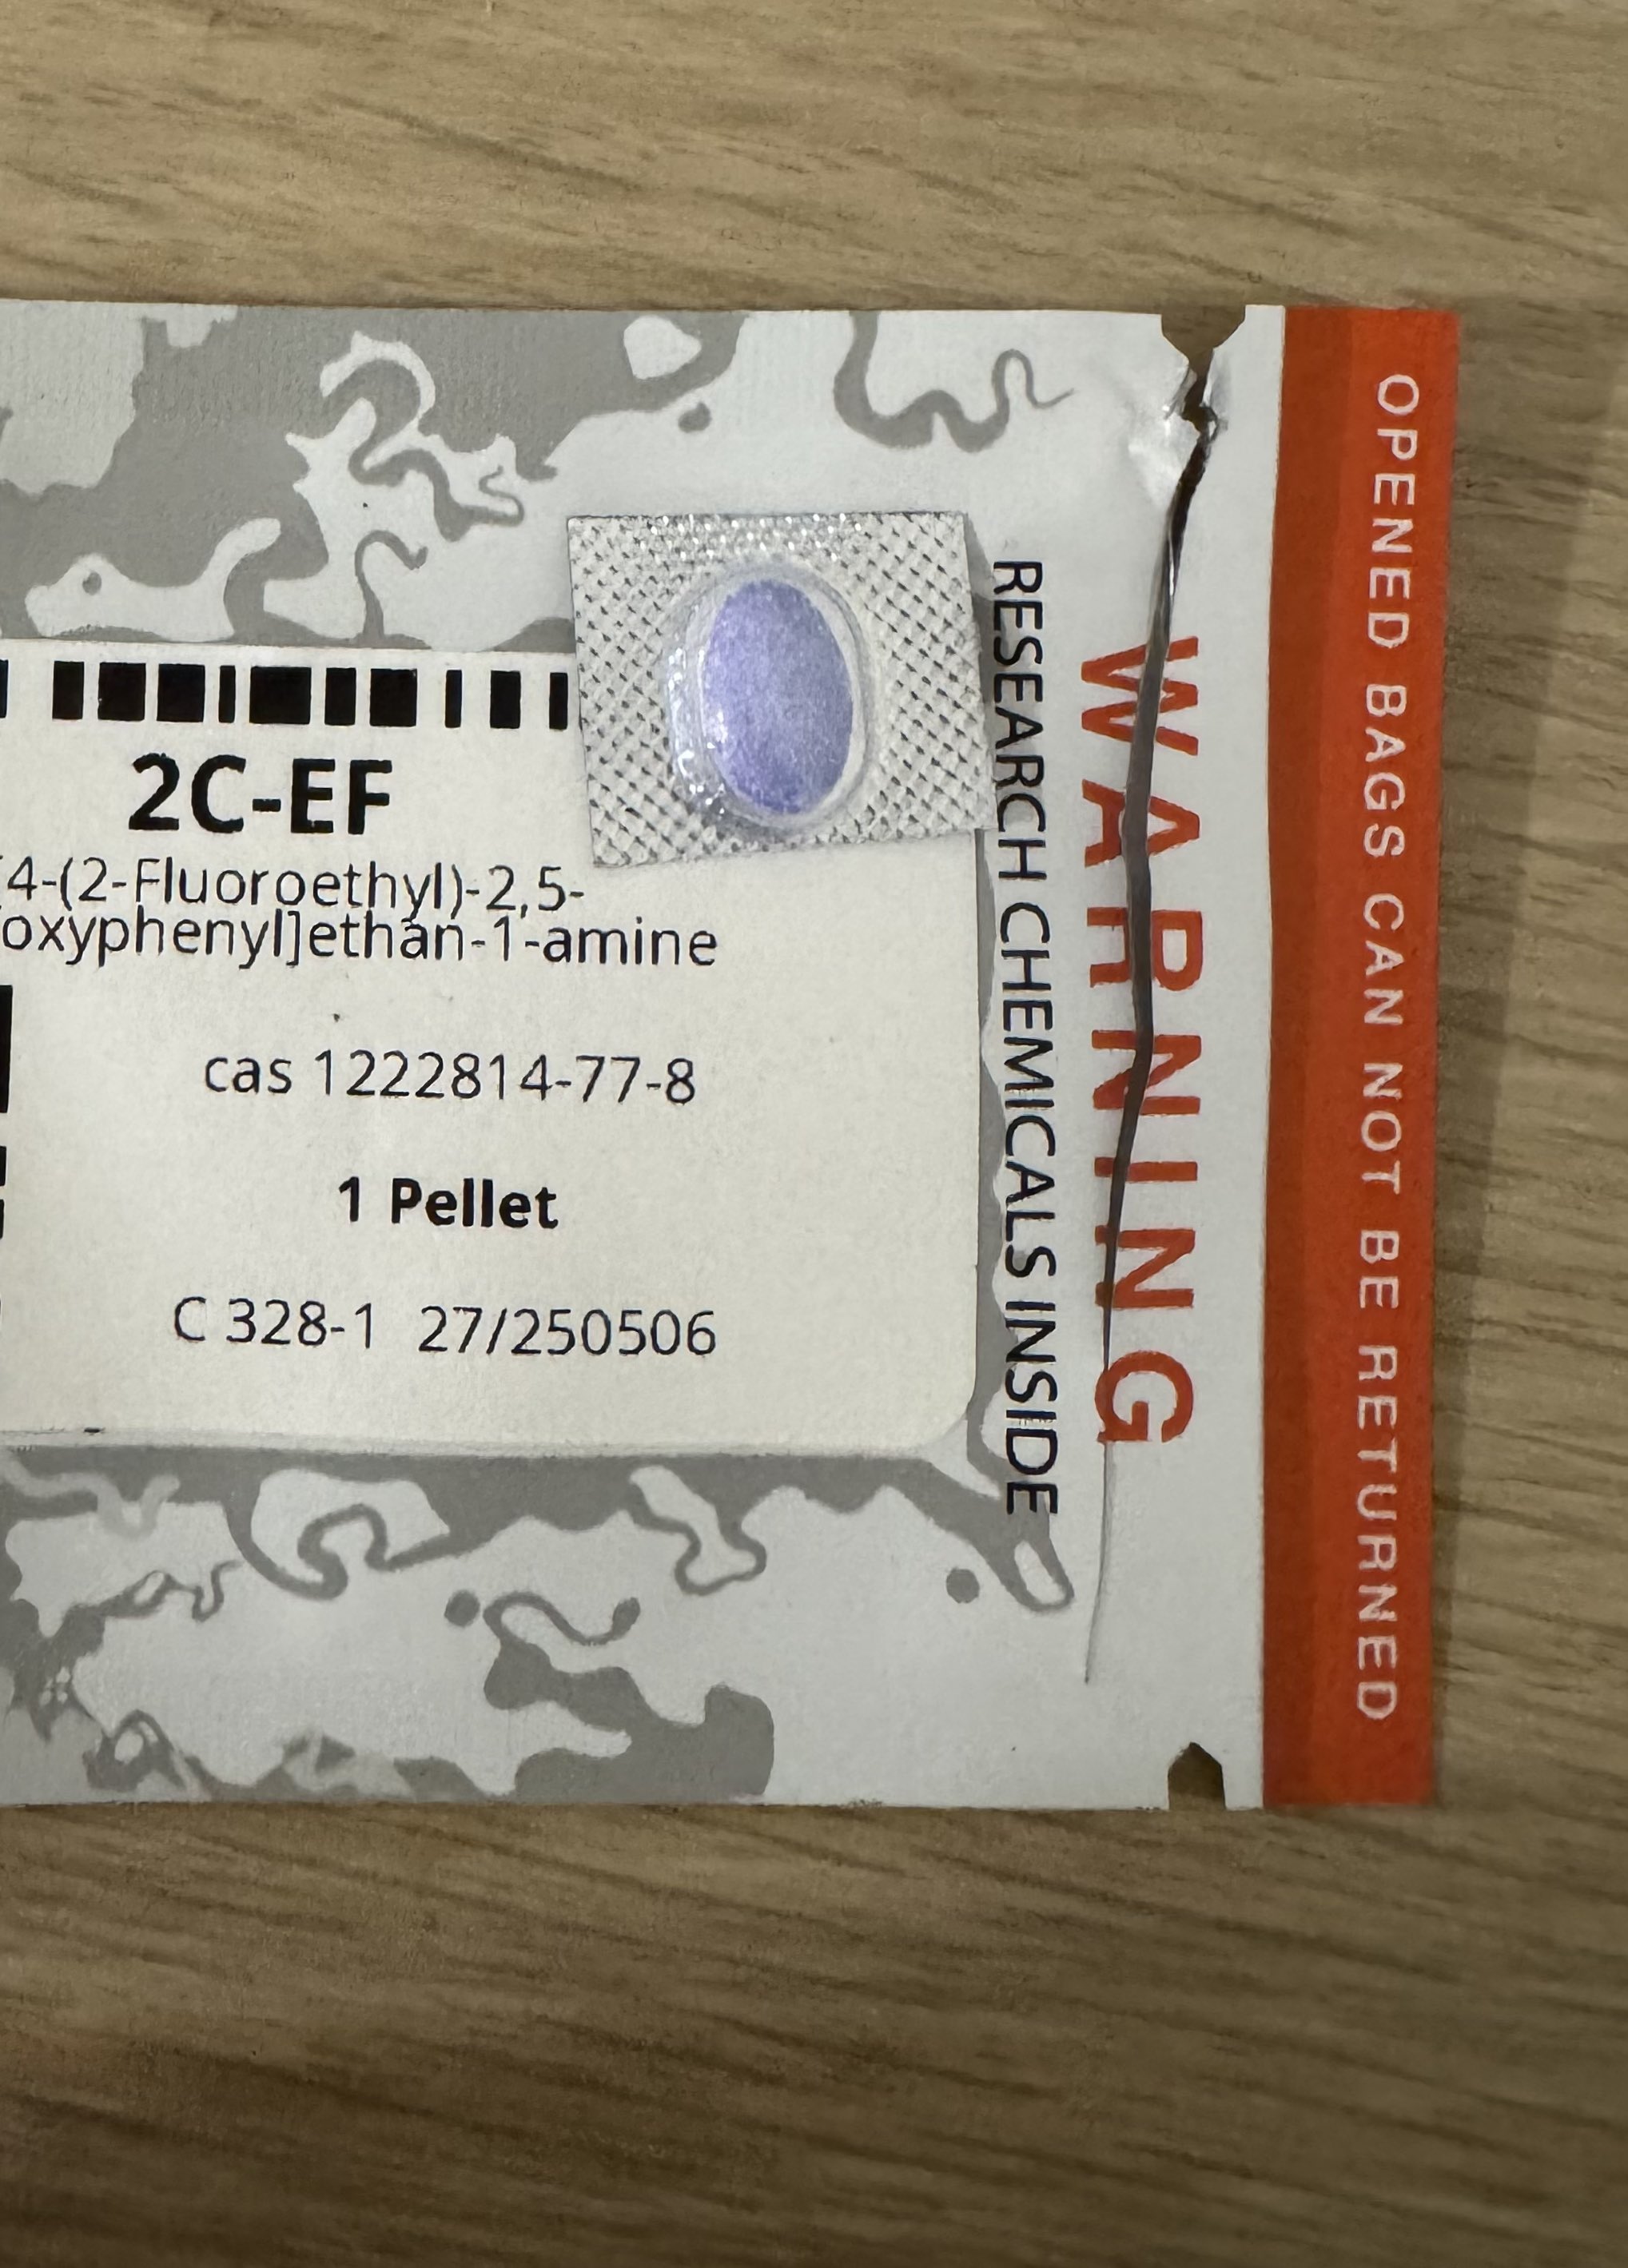 2C-EF
[4-(2-Fluoroethyl)-2,5-
oxyphenyl]ethan-1-amine
cas 1222814-77-8
1 Pellet
C 328-1 27/250506
RESEARCH CHEMICALS INSIDE
WARNING
OPENED BAGS CAN NOT BE RETURNED